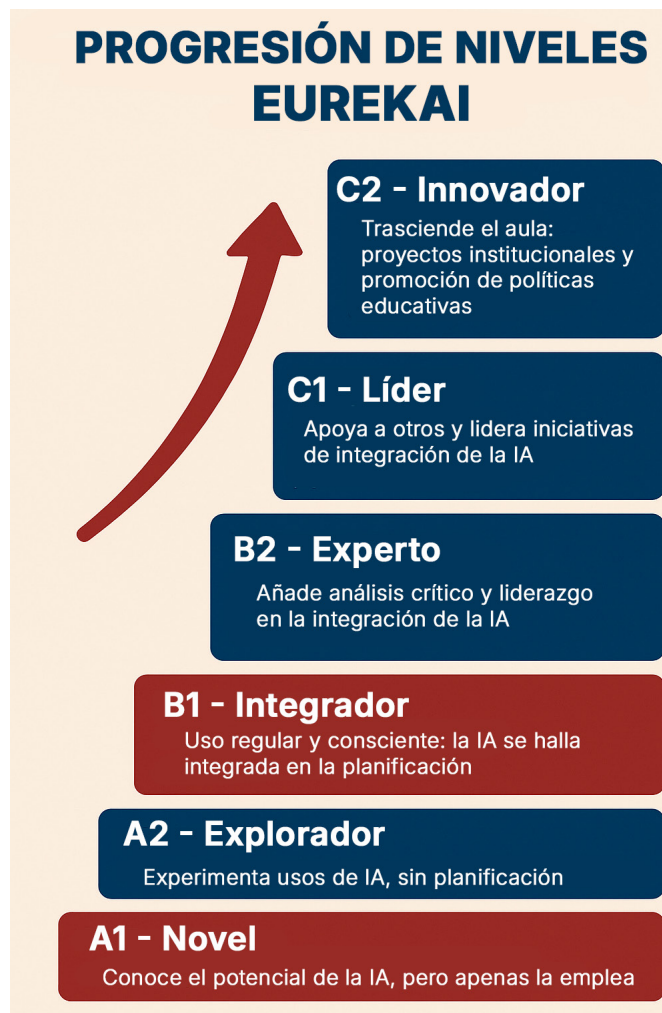 PROGRESIÓN DE NIVELES
EUREKAI
C2 - Innovador
Trasciende el aula:
proyectos institucionales y
promoción de políticas
educativas
C1 - Líder
Apoya a otros y lidera iniciativas
de integración de la IA
B2 - Experto
Añade análisis crítico y liderazgo
en la integración de la IA
B1 - Integrador
Uso regular y consciente: la IA se halla
integrada en la planificación
A2 - Explorador
Experimenta usos de IA, sin planificación
A1 - Novel
Conoce el potencial de la IA, pero apenas la emplea